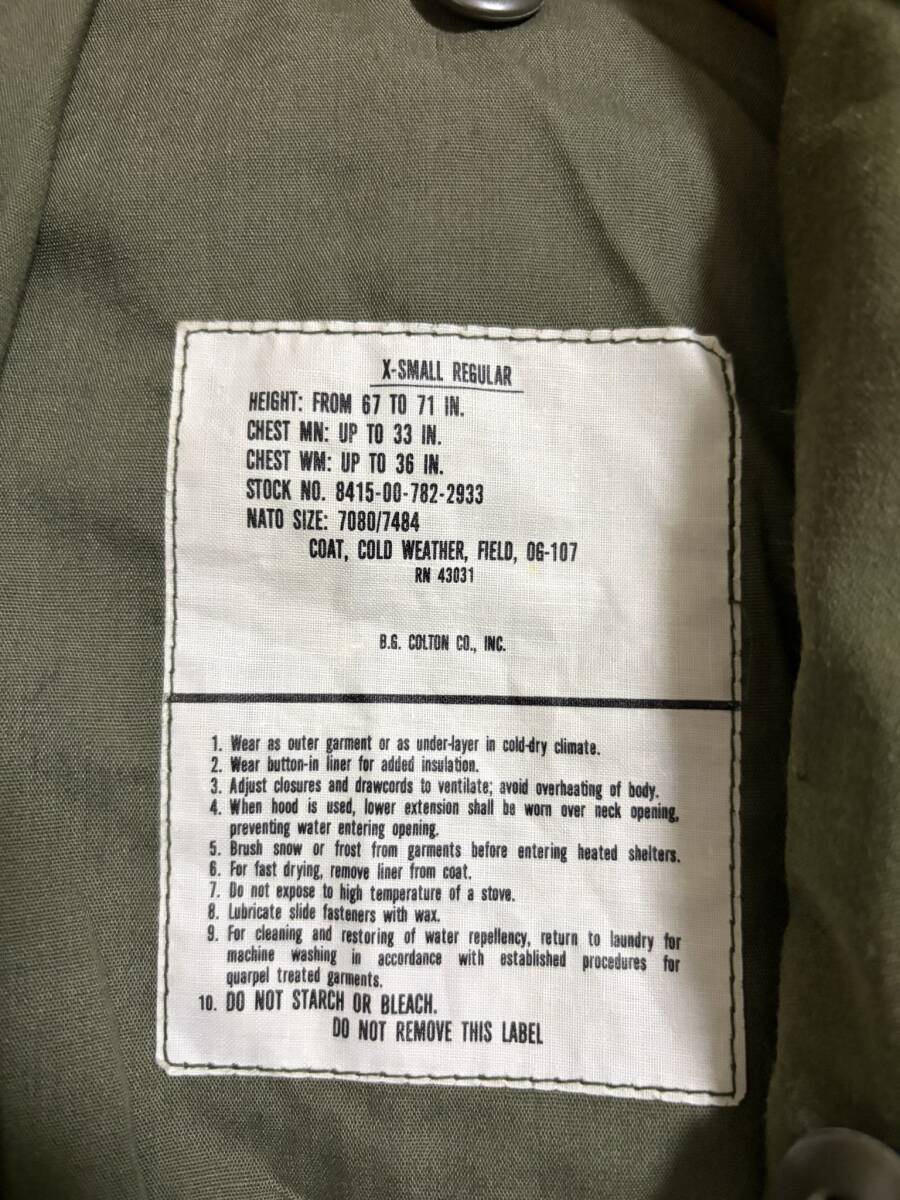 X-SMALL REGULAR
HEIGHT: FROM 67 TO 71 IN.
CHEST MN: UP TO 33 IN.
CHEST WM: UP TO 36 IN.
STOCK NO. 8415-00-782-2933
NATO SIZE: 7080/7484
COAT, COLD WEATHER, FIELD, OG-107
RN 43031
B.G. COLTON CO., INC.
1. Wear as outer garment or as under-layer in cold-dry climate.
2. Wear button-in liner for added insulation.
3. Adjust closures and drawcords to ventilate; avoid overheating of body.
4. When hood is used, lower extension shall be worn over neck opening,
preventing water entering opening.
5. Brush snow or frost from garments before entering heated shelters.
6. For fast drying, remove liner from coat.
7. Do not expose to high temperature of a stove.
8. Lubricate slide fasteners with wax.
9. For cleaning and restoring of water repellency, return to laundry for
machine washing in accordance with established procedures for
quarpel treated garments.
10. DO NOT STARCH OR BLEACH.
DO NOT REMOVE THIS LABEL